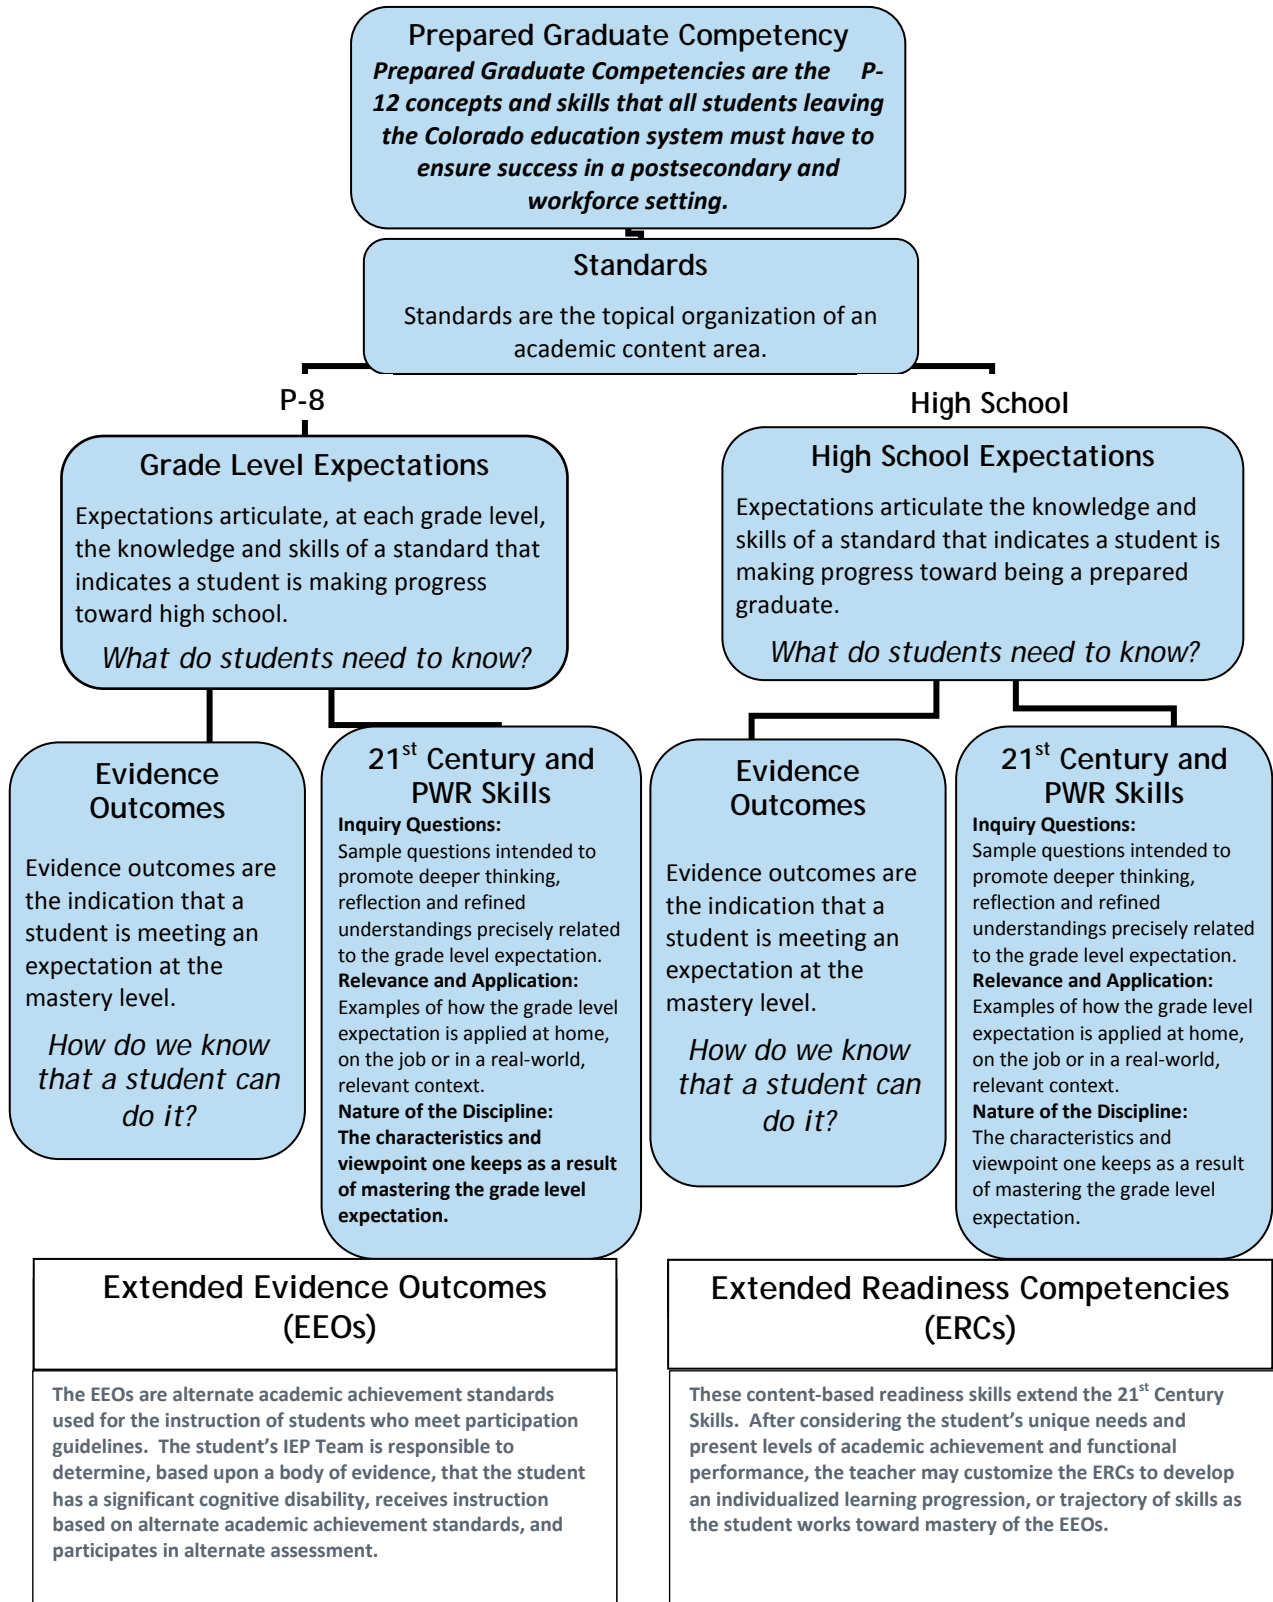 Prepared Graduate Competency
Prepared Graduate Competencies are the P-
12 concepts and skills that all students leaving
the Colorado education system must have to
ensure success in a postsecondary and
workforce setting.
Standards
Standards are the topical organization of an
academic content area.
P-8
High School
Grade Level Expectations
Expectations articulate, at each grade level,
the knowledge and skills of a standard that
indicates a student is making progress
toward high school.
What do students need to know?
High School Expectations
Expectations articulate the knowledge and
skills of a standard that indicates a student is
making progress toward being a prepared
graduate.
What do students need to know?
Evidence
Outcomes
Evidence outcomes are
the indication that a
student is meeting an
expectation at the
mastery level.
How do we know
that a student can
do it?
21st Century and
PWR Skills
Inquiry Questions:
Sample questions intended to
promote deeper thinking,
reflection and refined
understandings precisely related
to the grade level expectation.
Relevance and Application:
Examples of how the grade level
expectation is applied at home,
on the job or in a real-world,
relevant context.
Nature of the Discipline:
The characteristics and
viewpoint one keeps as a result
of mastering the grade level
expectation.
Evidence
Outcomes
Evidence outcomes are
the indication that a
student is meeting an
expectation at the
mastery level.
How do we know
that a student can
do it?
21st Century and
PWR Skills
Inquiry Questions:
Sample questions intended to
promote deeper thinking,
reflection and refined
understandings precisely related
to the grade level expectation.
Relevance and Application:
Examples of how the grade level
expectation is applied at home,
on the job or in a real-world,
relevant context.
Nature of the Discipline:
The characteristics and
viewpoint one keeps as a result
of mastering the grade level
expectation.
Extended Evidence Outcomes
(EEOs)
The EEOs are alternate academic achievement standards
used for the instruction of students who meet participation
guidelines. The student's IEP Team is responsible to
determine, based upon a body of evidence, that the student
has a significant cognitive disability, receives instruction
based on alternate academic achievement standards, and
participates in alternate assessment.
Extended Readiness Competencies
(ERCs)
These content-based readiness skills extend the 21st Century
Skills. After considering the student's unique needs and
present levels of academic achievement and functional
performance, the teacher may customize the ERCs to develop
an individualized learning progression, or trajectory of skills as
the student works toward mastery of the EEOs.